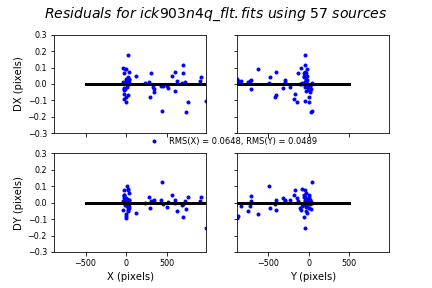 Residuals for ick903n4q_flt.fits using 57 sources
DX (pixels)
0.3
0.2
0.1
0.0
−0.1
−0.2
−0.3
RMS(X) = 0.0648, RMS(Y) = 0.0489
DY (pixels)
0.3
0.2
0.1
0.0
−0.1
−0.2
−0.3
−500 0 500 −500 0 500
X (pixels) Y (pixels)